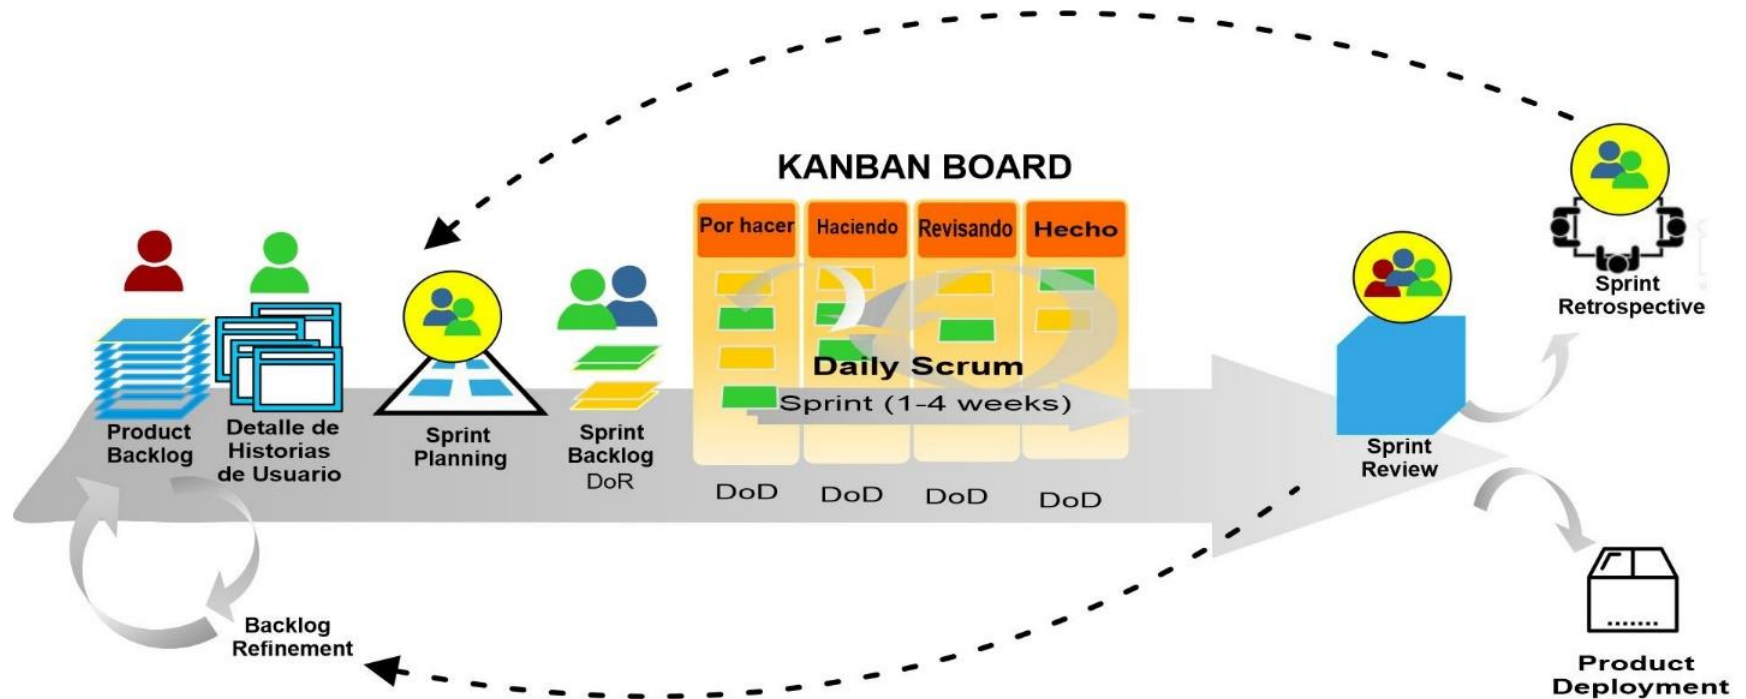 KANBAN BOARD
Por hacer
Haciendo
Revisando
Hecho
Daily Scrum
Sprint (1-4 weeks)
Product
Backlog
Detalle de
Historias
de Usuario
Sprint
Planning
Sprint
Backlog
DoR
DoD
DoD
DoD
DoD
Sprint
Review
Sprint
Retrospective
Backlog
Refinement
Product
Deployment